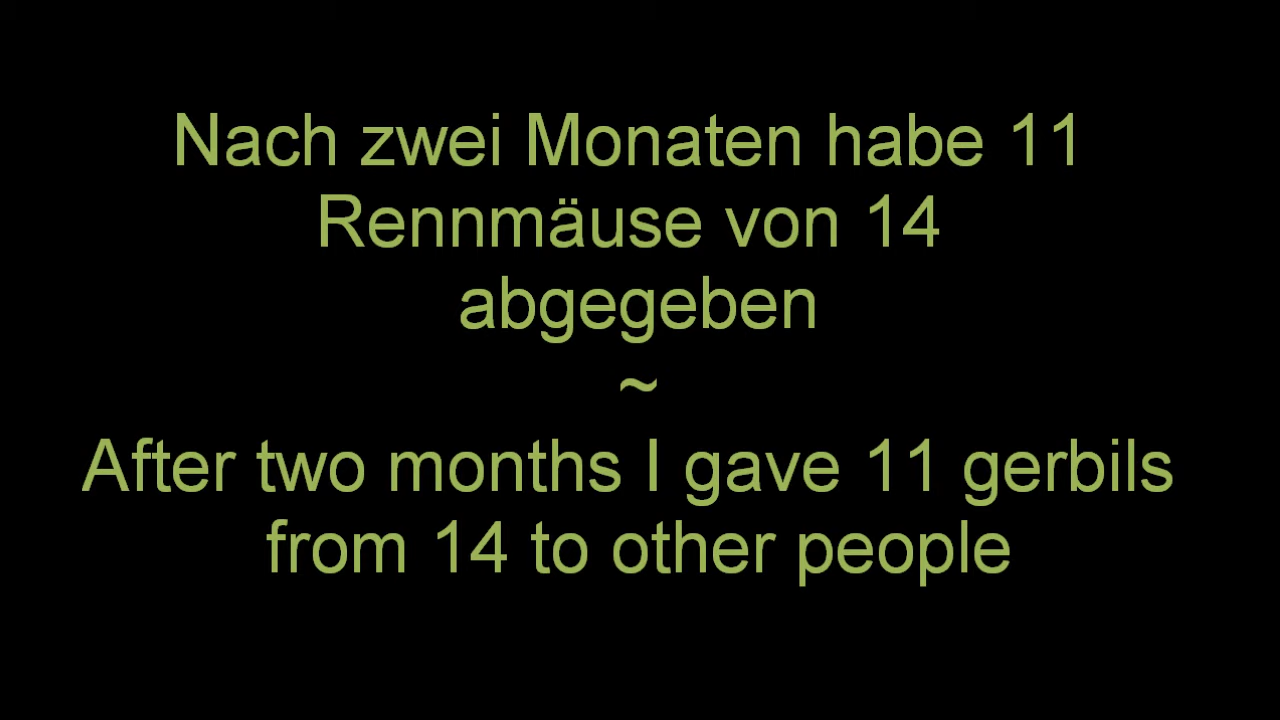 Nach zwei Monaten habe 11
Rennmäuse von 14
abgegeben
~
After two months I gave 11 gerbils
from 14 to other people